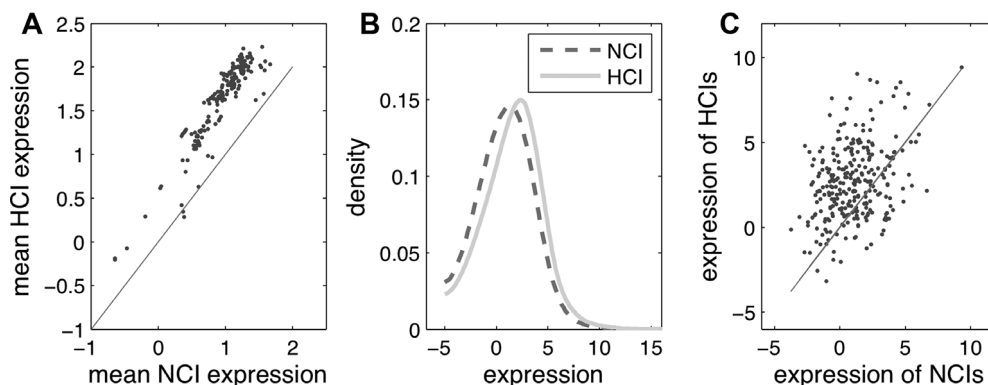 A
mean HCI expression
2.5
2
1.5
1
0.5
0
−0.5
−1
−1 0 1 2
mean NCI expression
B
density
0.2
0.15
0.1
0.05
0
NCI
HCI
−5 0 5 10 15
expression
C
expression of HCIs
10
5
0
−5
−5 0 5 10
expression of NCIs